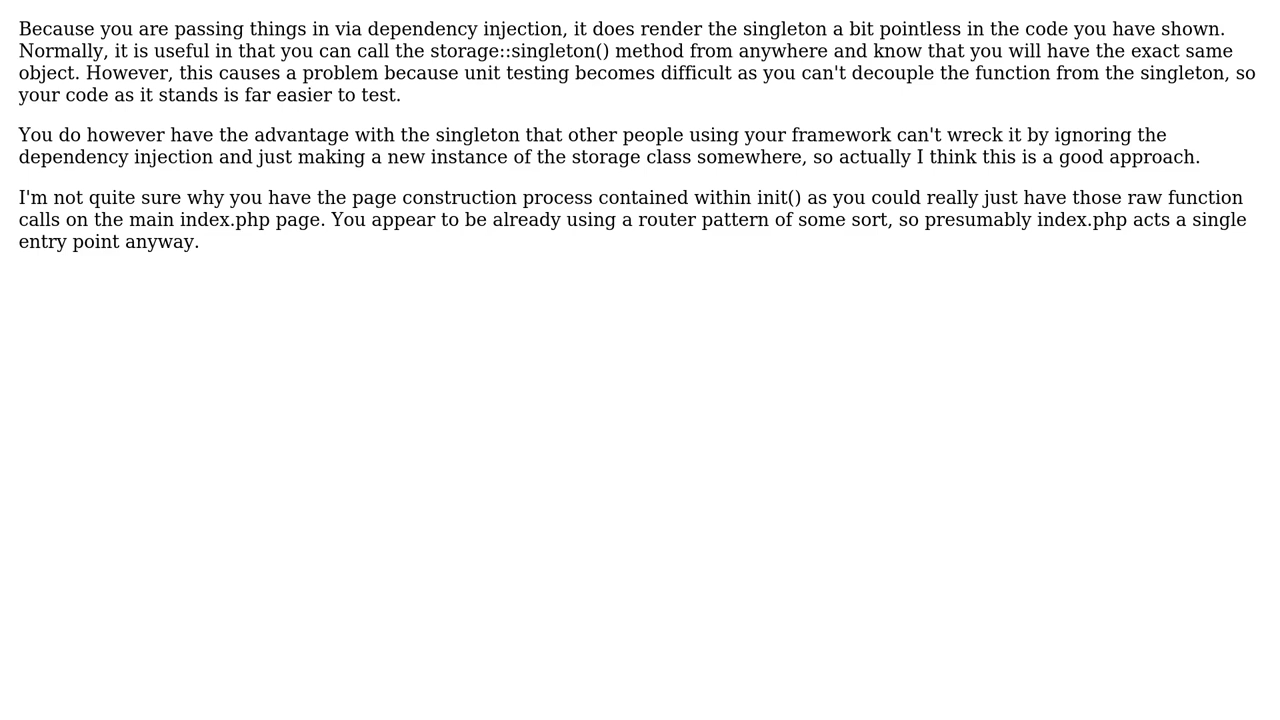 Because you are passing things in via dependency injection, it does render the singleton a bit pointless in the code you have shown.
Normally, it is useful in that you can call the storage::singleton() method from anywhere and know that you will have the exact same
object. However, this causes a problem because unit testing becomes difficult as you can't decouple the function from the singleton, so
your code as it stands is far easier to test.
You do however have the advantage with the singleton that other people using your framework can't wreck it by ignoring the
dependency injection and just making a new instance of the storage class somewhere, so actually I think this is a good approach.
I'm not quite sure why you have the page construction process contained within init() as you could really just have those raw function
calls on the main index.php page. You appear to be already using a router pattern of some sort, so presumably index.php acts a single
entry point anyway.